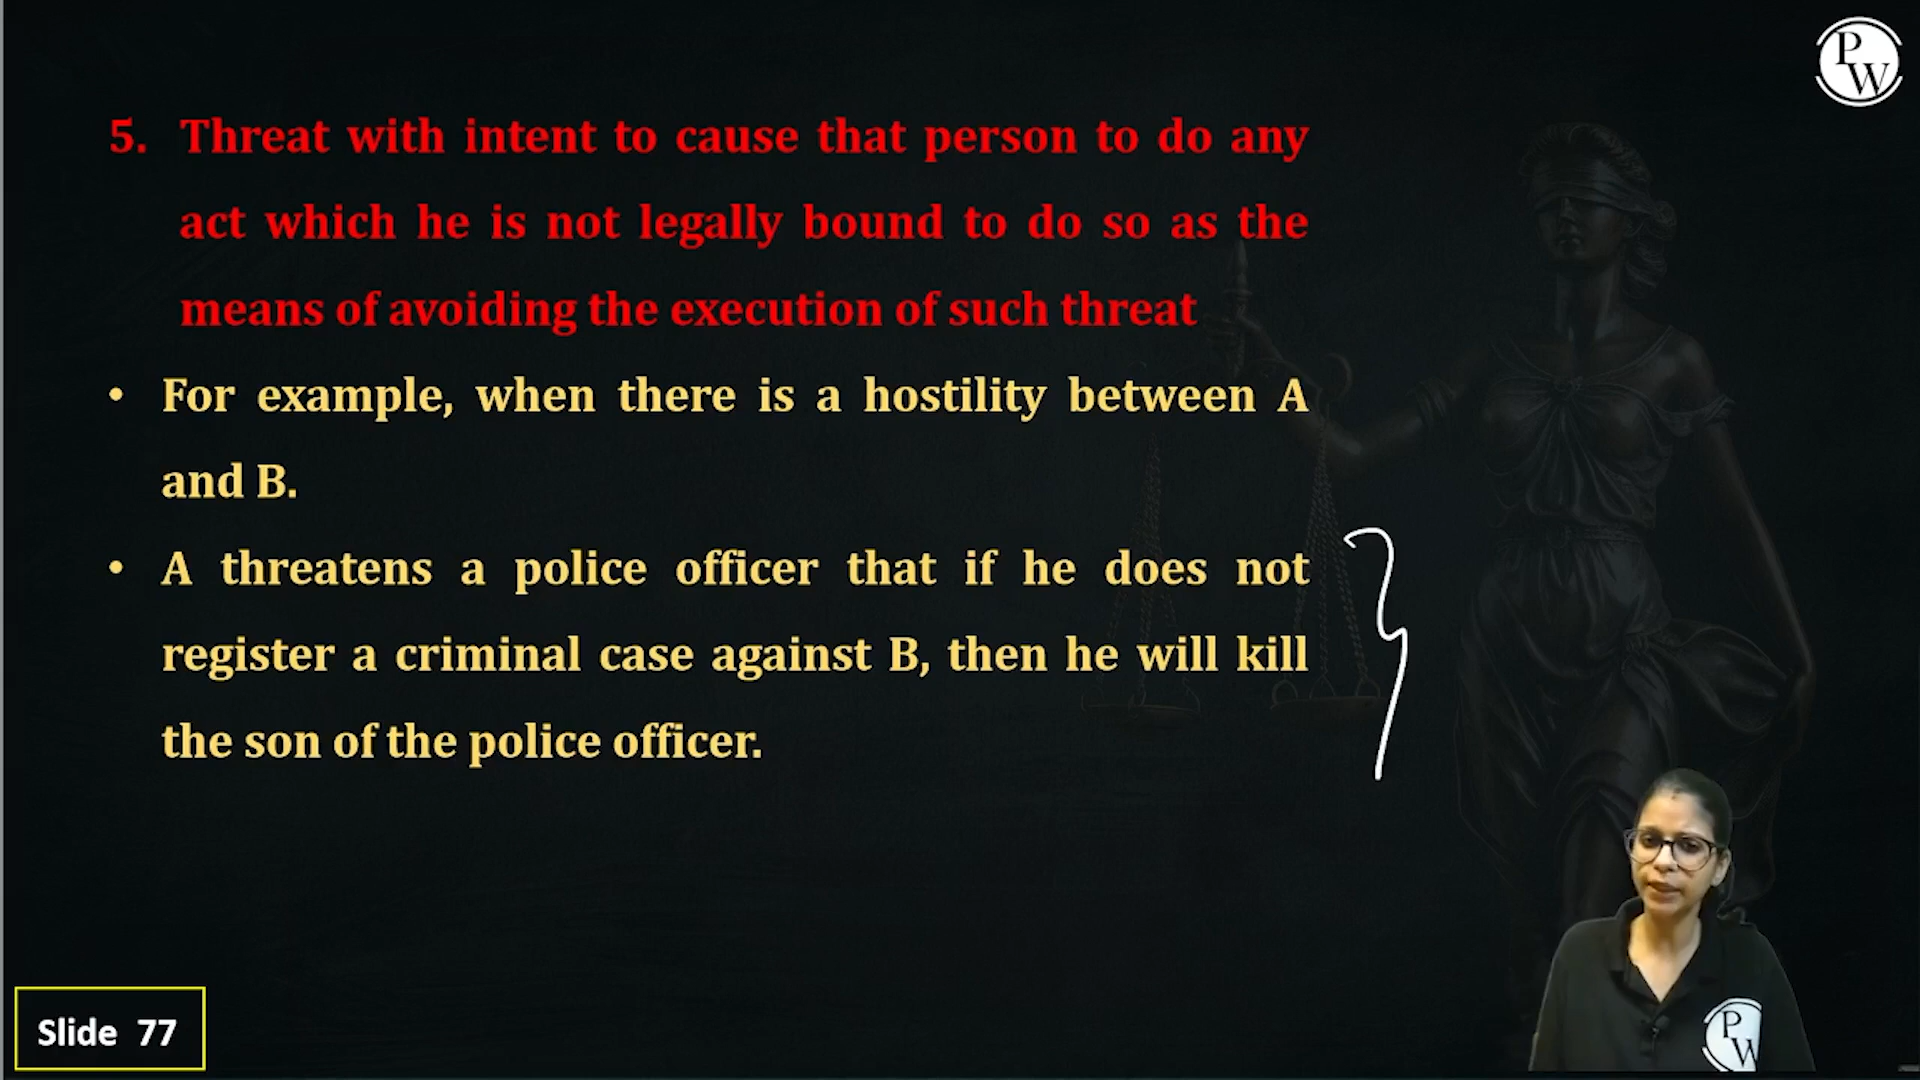 PW
5. Threat with intent to cause that person to do any
act which he is not legally bound to do so as the
means of avoiding the execution of such threat
• For example, when there is a hostility between A
and B.
• A threatens a police officer that if he does not
register a criminal case against B, then he will kill
the son of the police officer.
PW
Slide 77